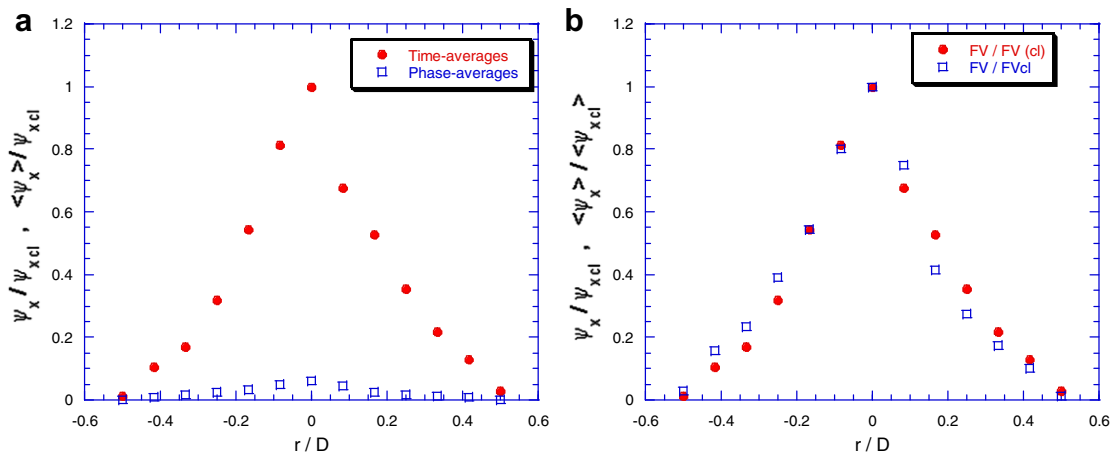 a
1.2
1
0.8
0.6
0.4
0.2
0
-0.6 -0.4 -0.2 0 0.2 0.4 0.6
r / D
ψx / ψxcl , <ψx> / ψxcl
Time-averages
Phase-averages
b
1.2
1
0.8
0.6
0.4
0.2
0
-0.6 -0.4 -0.2 0 0.2 0.4 0.6
r / D
ψx / ψxcl , <ψx> / <ψxcl>
FV / FV (cl)
FV / FVcl